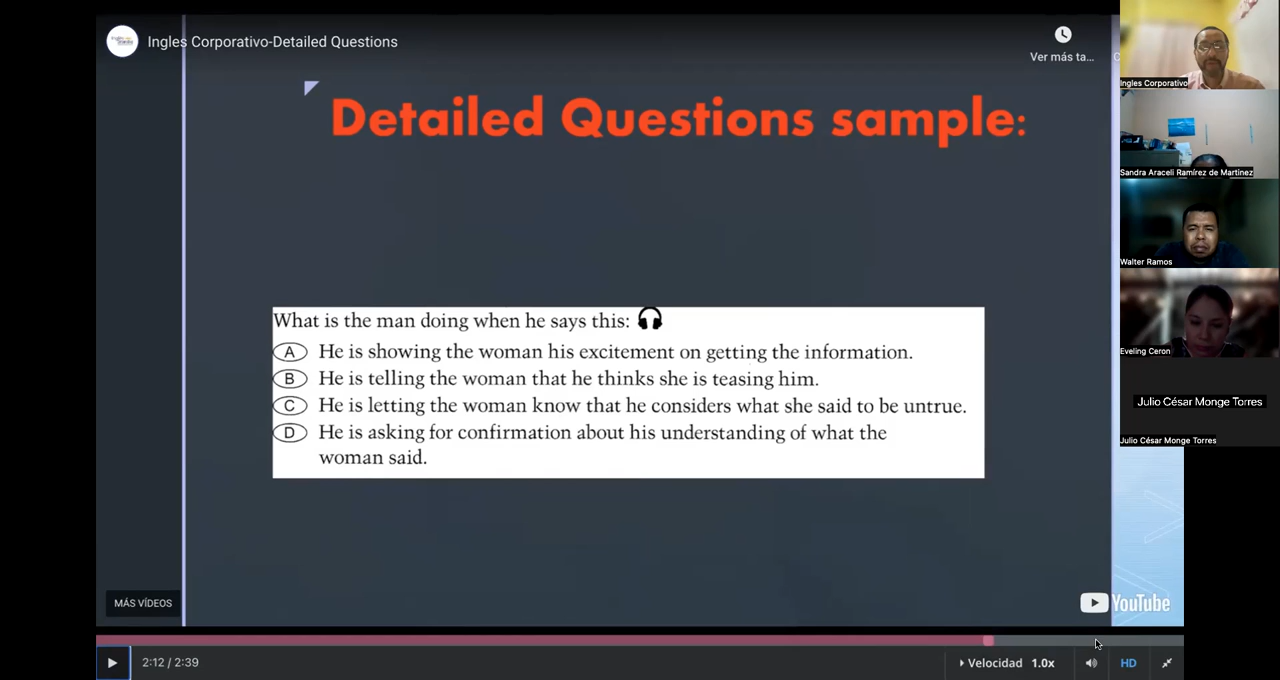 Ingles Corporativo-Detailed Questions
Ver más ta...
Detailed Questions sample:
What is the man doing when he says this:
A He is showing the woman his excitement on getting the information.
B He is telling the woman that he thinks she is teasing him.
C He is letting the woman know that he considers what she said to be untrue.
D He is asking for confirmation about his understanding of what the
woman said.
MÁS VÍDEOS
YouTube
2:12 / 2:39
Velocidad 1.0x
HD
Ingles Corporativo
Sandra Araceli Ramírez de Martinez
Walter Ramos
Eveling Ceron
Julio César Monge Torres
Julio César Monge Torres